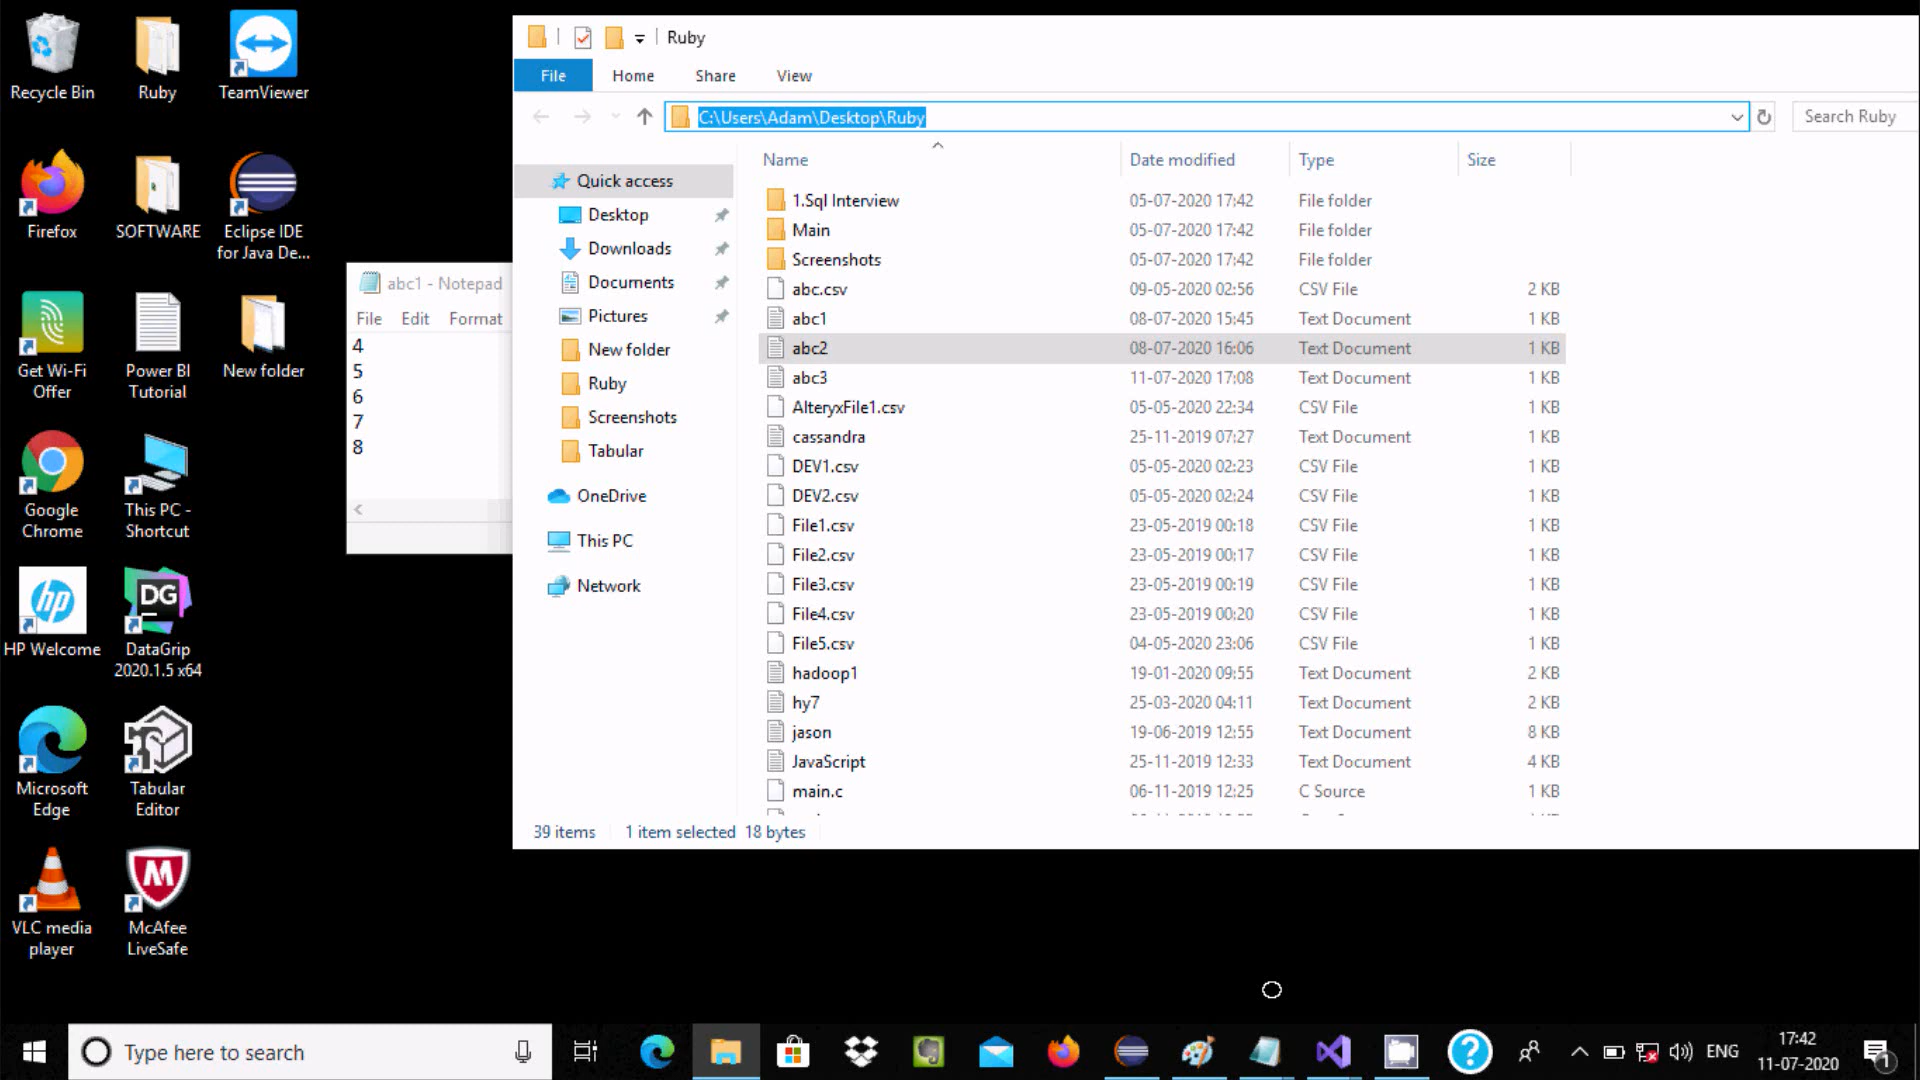 Recycle Bin
Ruby
TeamViewer
Firefox
SOFTWARE
Eclipse IDE
for Java De...
Get Wi-Fi
Offer
Power BI
Tutorial
New folder
Google
Chrome
This PC -
Shortcut
HP Welcome
DG
DataGrip
2020.1.5 x64
Microsoft
Edge
Tabular
Editor
VLC media
player
McAfee
LiveSafe
abc1 - Notepad
File Edit Format
4
5
6
7
8
Ruby
File Home Share View
C:\Users\Adam\Desktop\Ruby
Search Ruby
Quick access
Desktop
Downloads
Documents
Pictures
New folder
Ruby
Screenshots
Tabular
OneDrive
This PC
Network
Name Date modified Type Size
1.Sql Interview 05-07-2020 17:42 File folder
Main 05-07-2020 17:42 File folder
Screenshots 05-07-2020 17:42 File folder
abc.csv 09-05-2020 02:56 CSV File 2 KB
abc1 08-07-2020 15:45 Text Document 1 KB
abc2 08-07-2020 16:06 Text Document 1 KB
abc3 11-07-2020 17:08 Text Document 1 KB
AlteryxFile1.csv 05-05-2020 22:34 CSV File 1 KB
cassandra 25-11-2019 07:27 Text Document 1 KB
DEV1.csv 05-05-2020 02:23 CSV File 1 KB
DEV2.csv 05-05-2020 02:24 CSV File 1 KB
File1.csv 23-05-2019 00:18 CSV File 1 KB
File2.csv 23-05-2019 00:17 CSV File 1 KB
File3.csv 23-05-2019 00:19 CSV File 1 KB
File4.csv 23-05-2019 00:20 CSV File 1 KB
File5.csv 04-05-2020 23:06 CSV File 1 KB
hadoop1 19-01-2020 09:55 Text Document 2 KB
hy7 25-03-2020 04:11 Text Document 2 KB
jason 19-06-2019 12:55 Text Document 8 KB
JavaScript 25-11-2019 12:33 Text Document 4 KB
main.c 06-11-2019 12:25 C Source 1 KB
39 items 1 item selected 18 bytes
Type here to search
ENG
17:42
11-07-2020
1